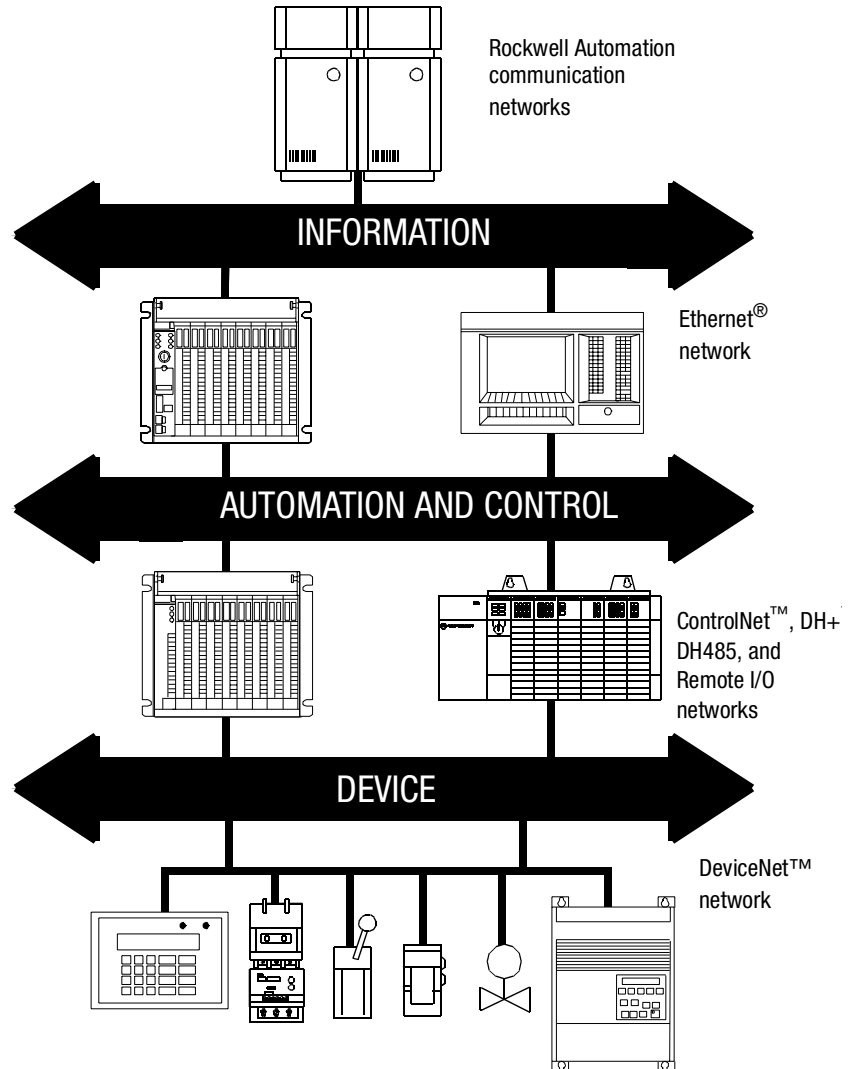 Rockwell Automation
communication
networks
INFORMATION
Ethernet®
network
AUTOMATION AND CONTROL
ControlNet™, DH+
DH485, and
Remote I/O
networks
DEVICE
DeviceNet™
network